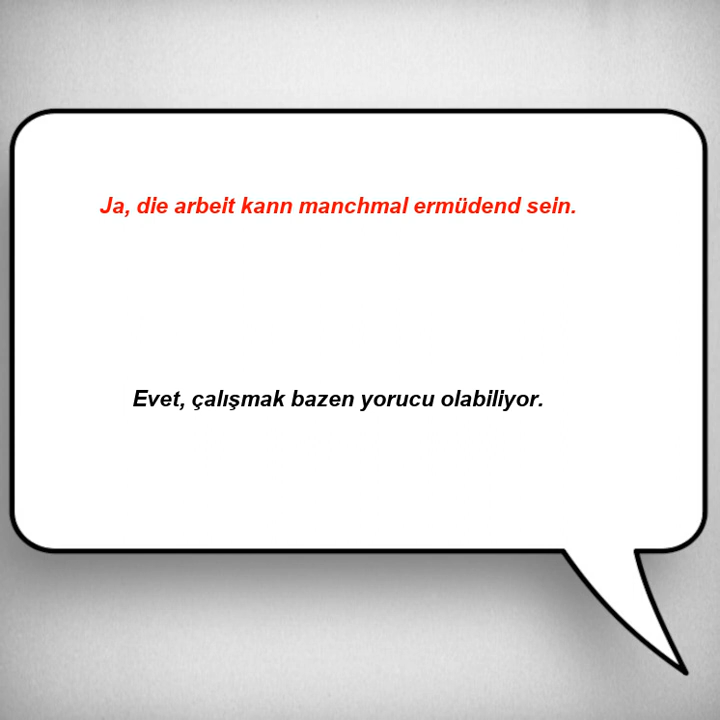 Ja, die arbeit kann manchmal ermüdend sein.
Evet, çalışmak bazen yorucu olabiliyor.